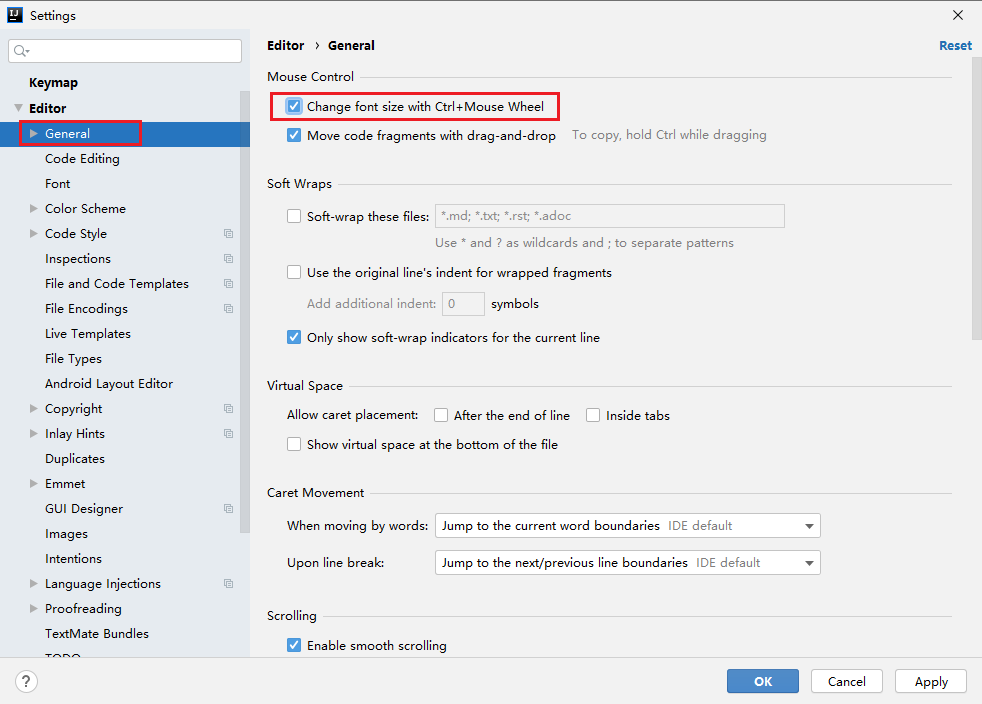 Settings
Keymap
Editor
General
Code Editing
Font
Color Scheme
Code Style
Inspections
File and Code Templates
File Encodings
Live Templates
File Types
Android Layout Editor
Copyright
Inlay Hints
Duplicates
Emmet
GUI Designer
Images
Intentions
Language Injections
Proofreading
TextMate Bundles
TODO
Editor › General
Reset
Mouse Control
Change font size with Ctrl+Mouse Wheel
Move code fragments with drag-and-drop To copy, hold Ctrl while dragging
Soft Wraps
Soft-wrap these files: *.md; *.txt; *.rst; *.adoc
Use * and ? as wildcards and ; to separate patterns
Use the original line's indent for wrapped fragments
Add additional indent: 0 symbols
Only show soft-wrap indicators for the current line
Virtual Space
Allow caret placement: After the end of line Inside tabs
Show virtual space at the bottom of the file
Caret Movement
When moving by words: Jump to the current word boundaries IDE default
Upon line break: Jump to the next/previous line boundaries IDE default
Scrolling
Enable smooth scrolling
?
OK Cancel Apply